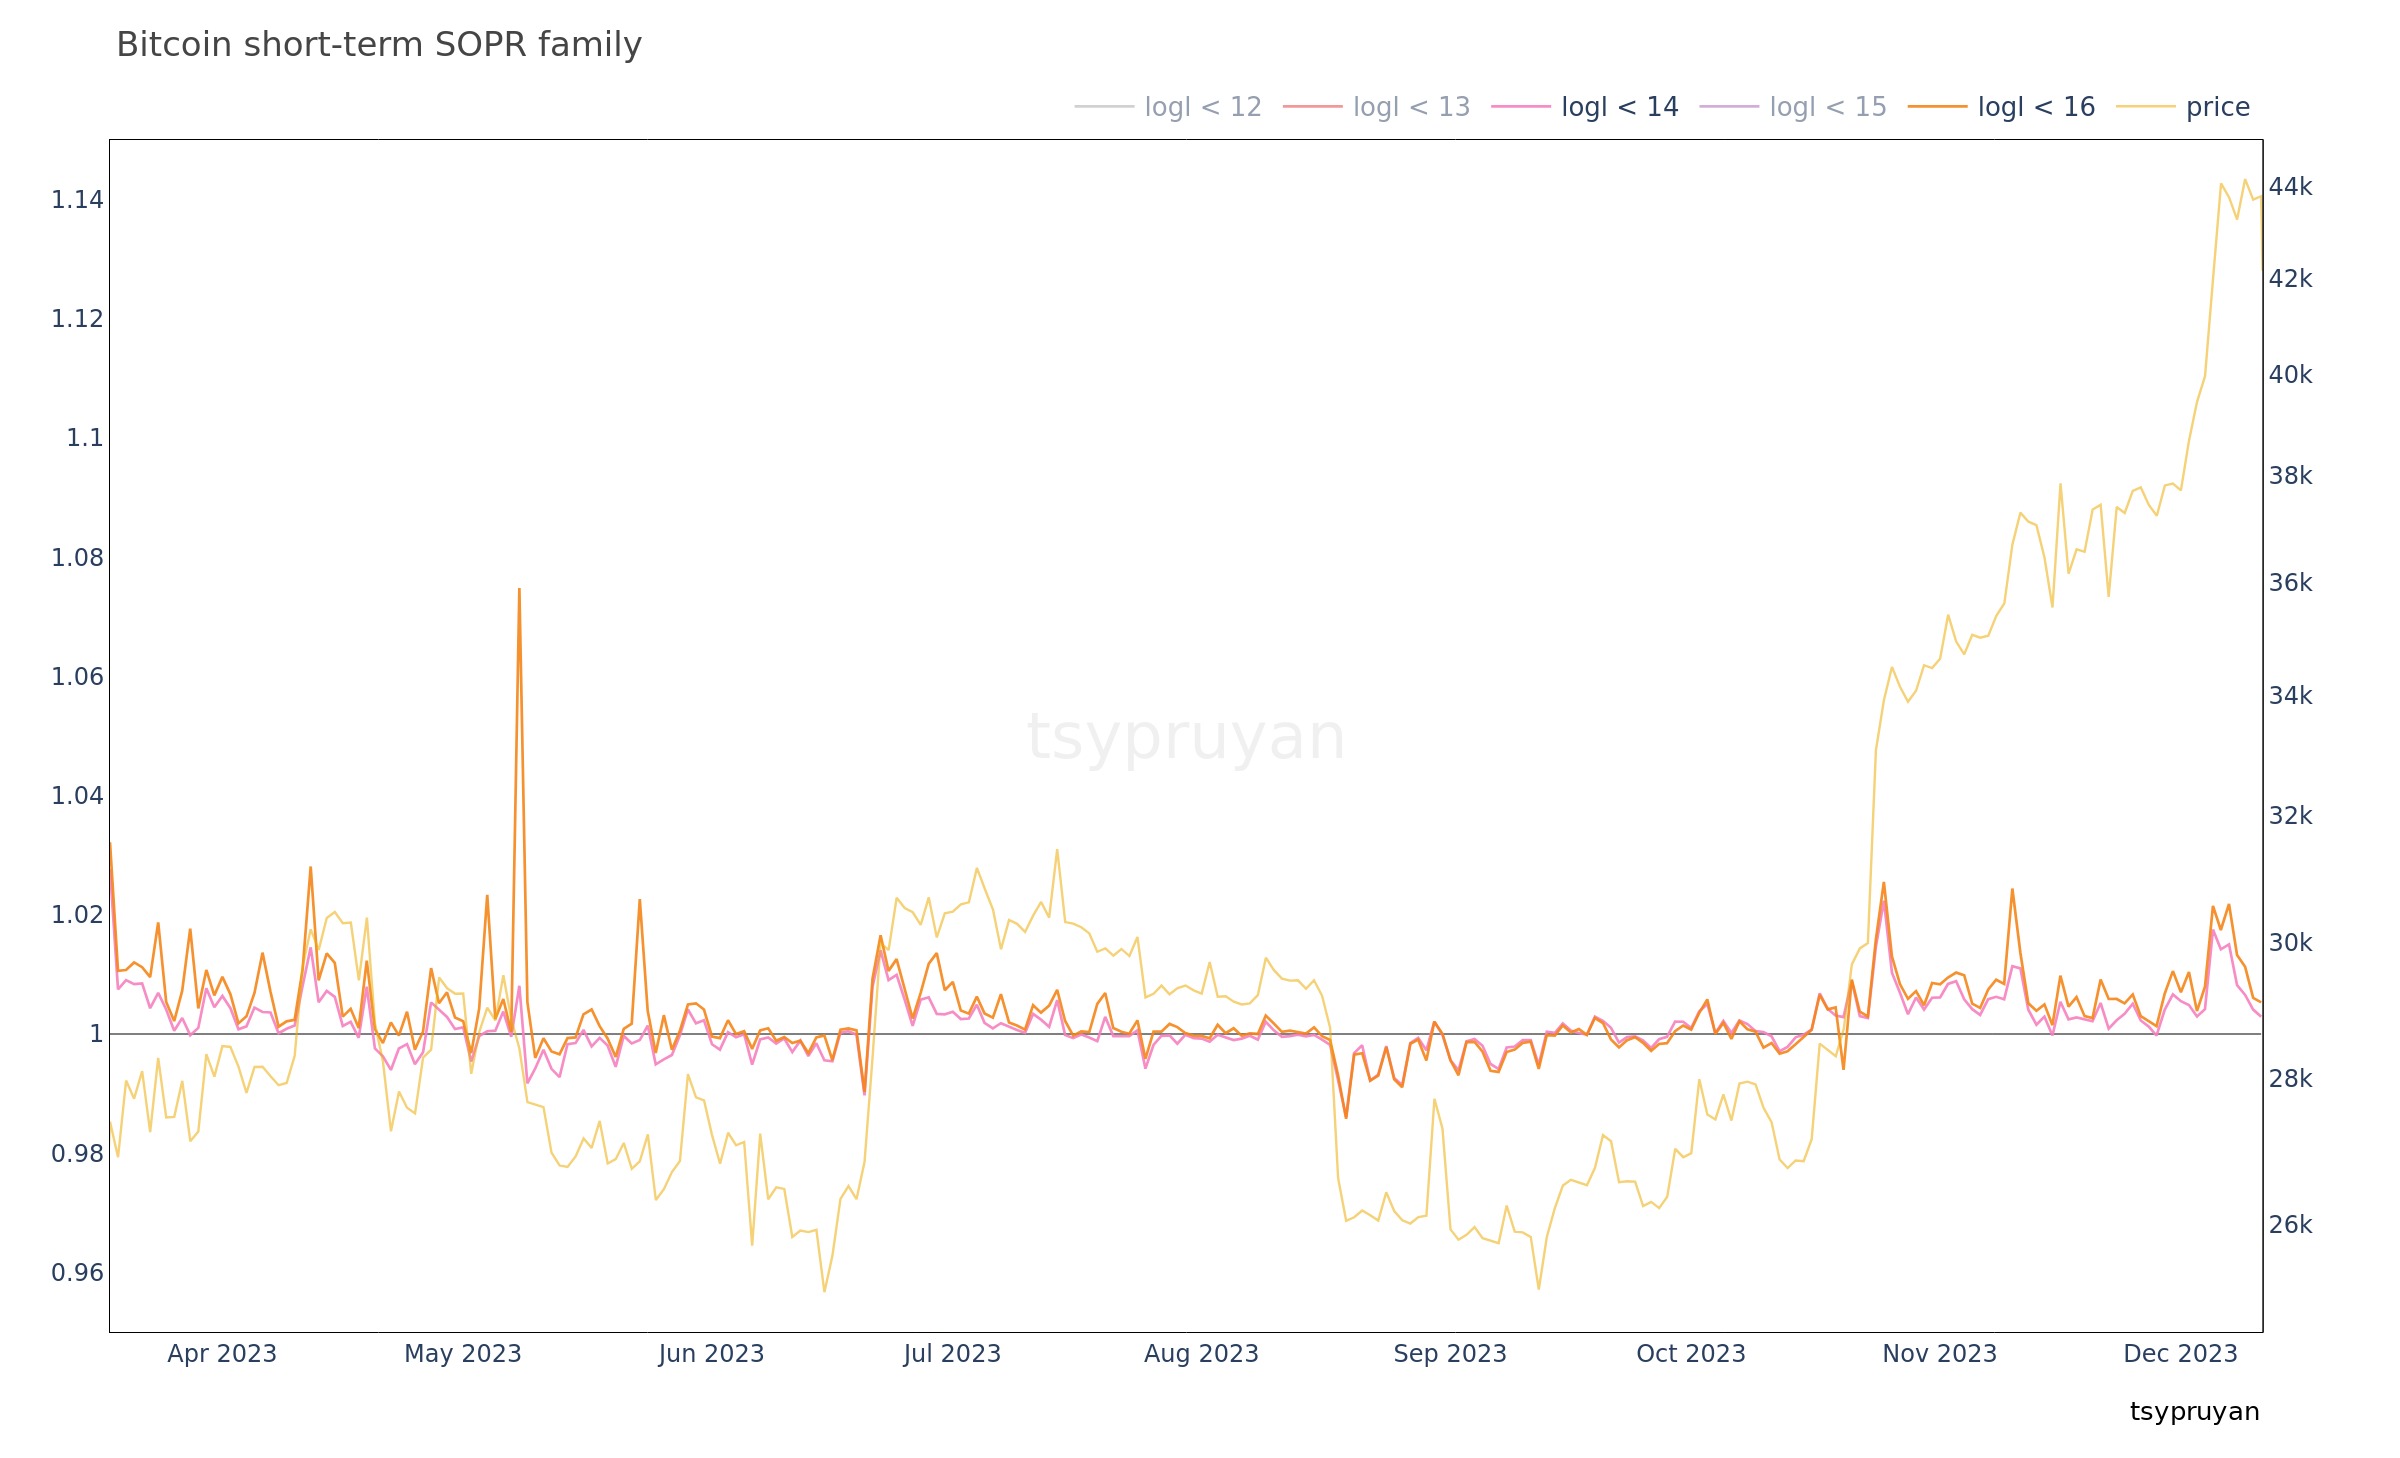 Bitcoin short-term SOPR family
logl < 12 logl < 13 logl < 14 logl < 15 logl < 16 price
1.14
1.12
1.1
1.08
1.06
1.04
1.02
1
0.98
0.96
44k
42k
40k
38k
36k
34k
32k
30k
28k
26k
tsypruyan
Apr 2023 May 2023 Jun 2023 Jul 2023 Aug 2023 Sep 2023 Oct 2023 Nov 2023 Dec 2023
tsypruyan